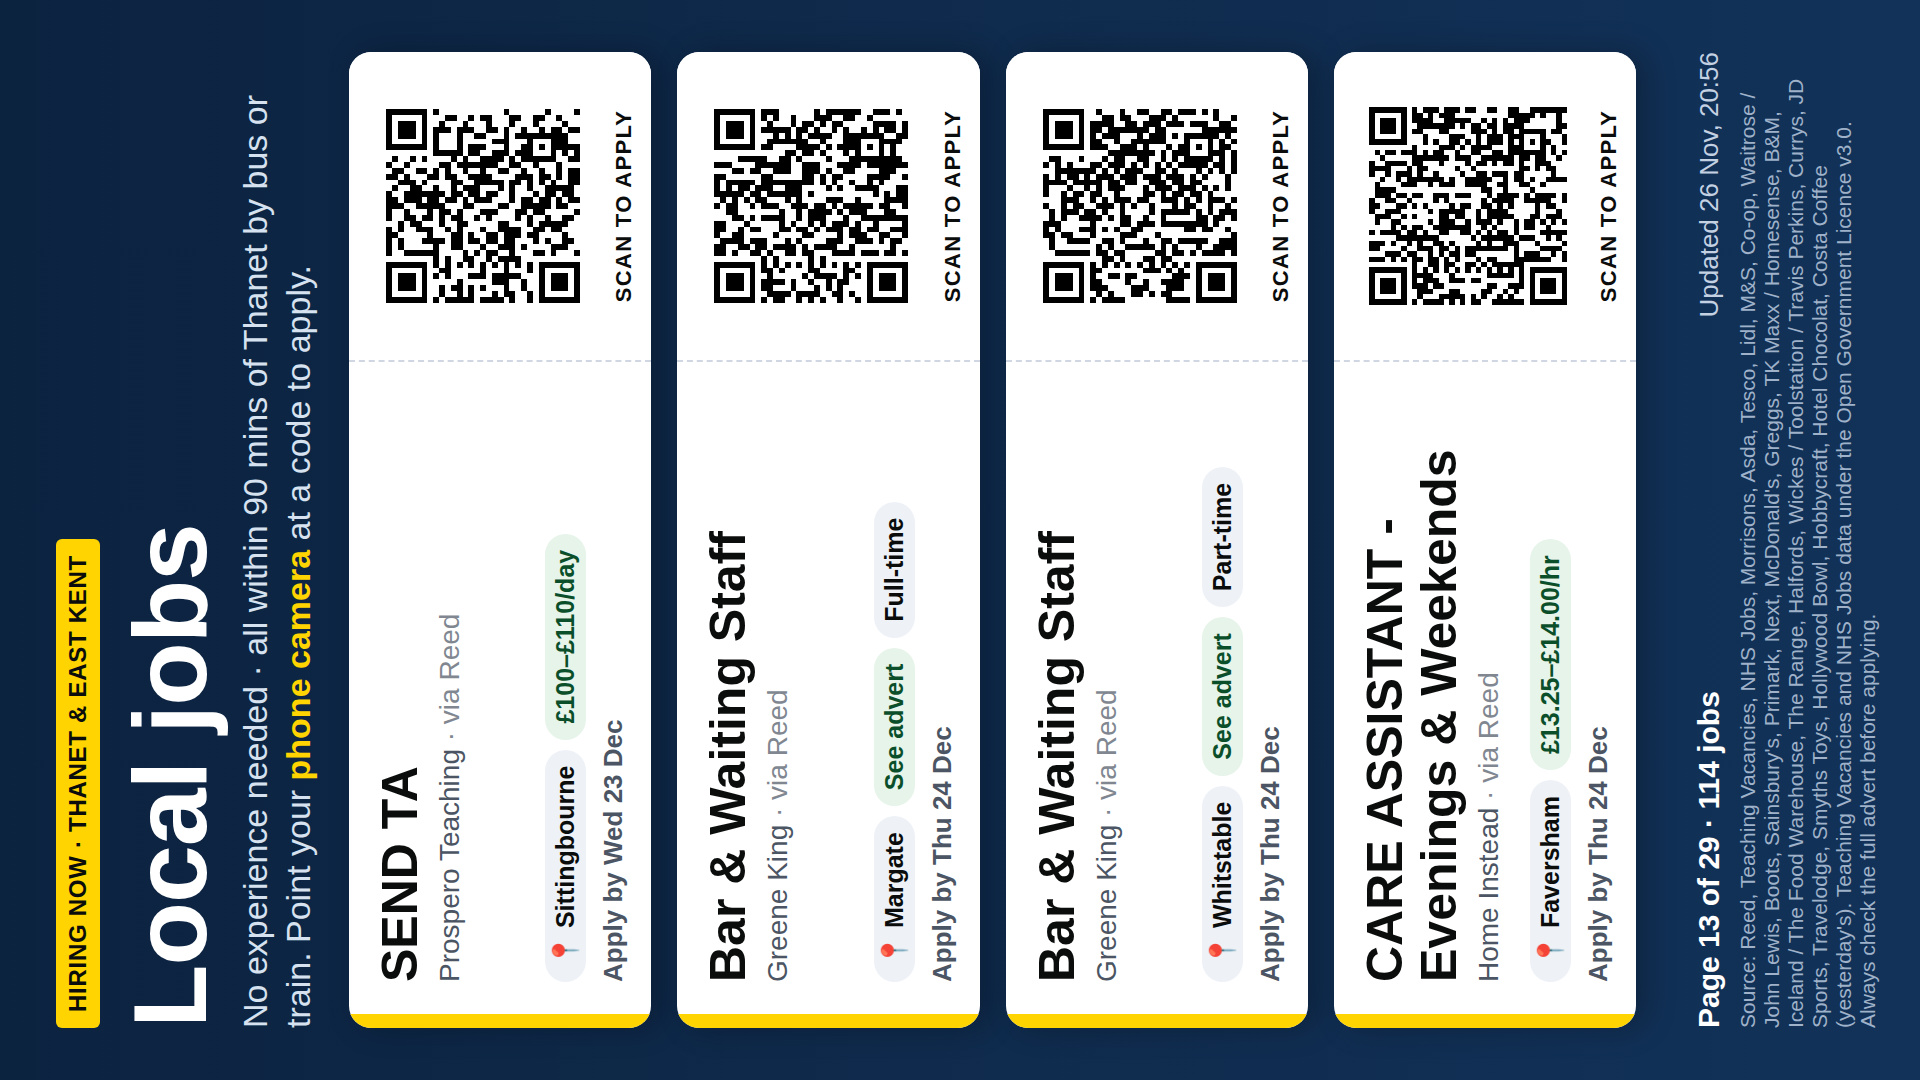 HIRING NOW · THANET & EAST KENT
Local jobs
No experience needed · all within 90 mins of Thanet by bus or
train. Point your phone camera at a code to apply.
SEND TA
Prospero Teaching · via Reed
📍 Sittingbourne £100–£110/day
Apply by Wed 23 Dec
SCAN TO APPLY
Bar & Waiting Staff
Greene King · via Reed
📍 Margate See advert Full-time
Apply by Thu 24 Dec
SCAN TO APPLY
Bar & Waiting Staff
Greene King · via Reed
📍 Whitstable See advert Part-time
Apply by Thu 24 Dec
SCAN TO APPLY
CARE ASSISTANT -
Evenings & Weekends
Home Instead · via Reed
📍 Faversham £13.25–£14.00/hr
Apply by Thu 24 Dec
SCAN TO APPLY
Page 13 of 29 · 114 jobs Updated 26 Nov, 20:56
Source: Reed, Teaching Vacancies, NHS Jobs, Morrisons, Asda, Tesco, Lidl, M&S, Co-op, Waitrose /
John Lewis, Boots, Sainsbury's, Primark, Next, McDonald's, Greggs, TK Maxx / Homesense, B&M,
Iceland / The Food Warehouse, The Range, Halfords, Wickes / Toolstation / Travis Perkins, Currys, JD
Sports, Travelodge, Smyths Toys, Hollywood Bowl, Hobbycraft, Hotel Chocolat, Costa Coffee
(yesterday's). Teaching Vacancies and NHS Jobs data under the Open Government Licence v3.0.
Always check the full advert before applying.